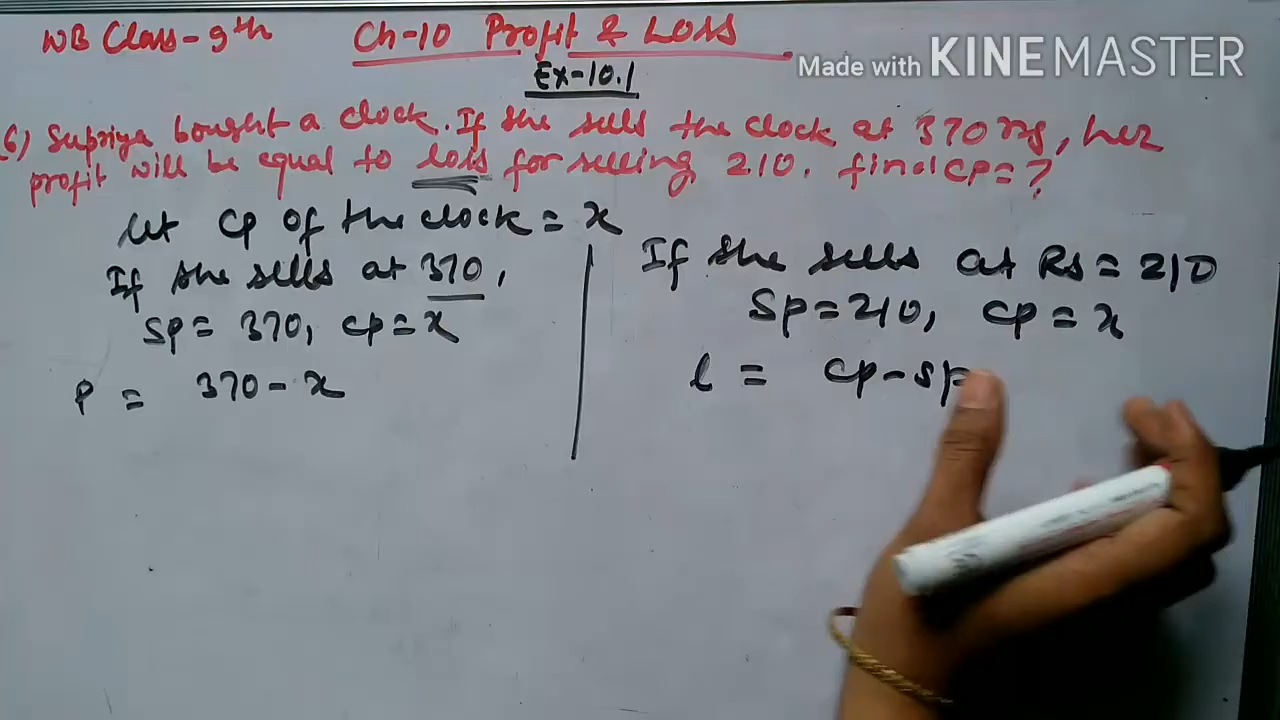 WB Class-9th Ch-10 Profit & Loss
Made with KINEMASTER
Ex-10.1
6) Supriya bought a clock. If she sells the clock at 370 rs, her
profit will be equal to loss for selling 210. find CP=?
let CP of the clock = x
If she sells at 370,
SP = 370, CP = x
P = 370 - x
If she sells at Rs = 210
SP = 210, CP = x
l = CP - SP